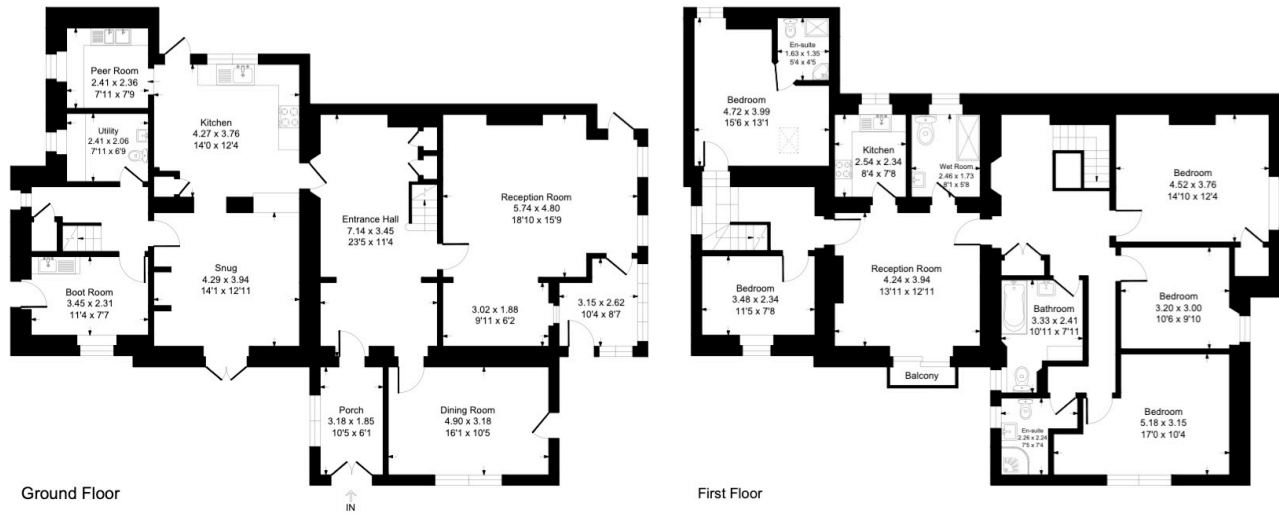 Peer Room
2.41 x 2.36
7'11 x 7'9
Utility
2.41 x 2.06
7'11 x 6'9
Kitchen
4.27 x 3.76
14'0 x 12'4
Boot Room
3.45 x 2.31
11'4 x 7'7
Snug
4.29 x 3.94
14'1 x 12'11
Entrance Hall
7.14 x 3.45
23'5 x 11'4
Reception Room
5.74 x 4.80
18'10 x 15'9
3.02 x 1.88
9'11 x 6'2
3.15 x 2.62
10'4 x 8'7
Porch
3.18 x 1.85
10'5 x 6'1
Dining Room
4.90 x 3.18
16'1 x 10'5
IN
Ground Floor
En-suite
1.63 x 1.35
5'4 x 4'5
Bedroom
4.72 x 3.99
15'6 x 13'1
Kitchen
2.54 x 2.34
8'4 x 7'8
Wet Room
2.46 x 1.73
8'1 x 5'8
Bedroom
4.52 x 3.76
14'10 x 12'4
Bedroom
3.48 x 2.34
11'5 x 7'8
Reception Room
4.24 x 3.94
13'11 x 12'11
Balcony
Bathroom
3.33 x 2.41
10'11 x 7'11
Bedroom
3.20 x 3.00
10'6 x 9'10
En-suite
2.26 x 2.24
7'5 x 7'4
Bedroom
5.18 x 3.15
17'0 x 10'4
First Floor